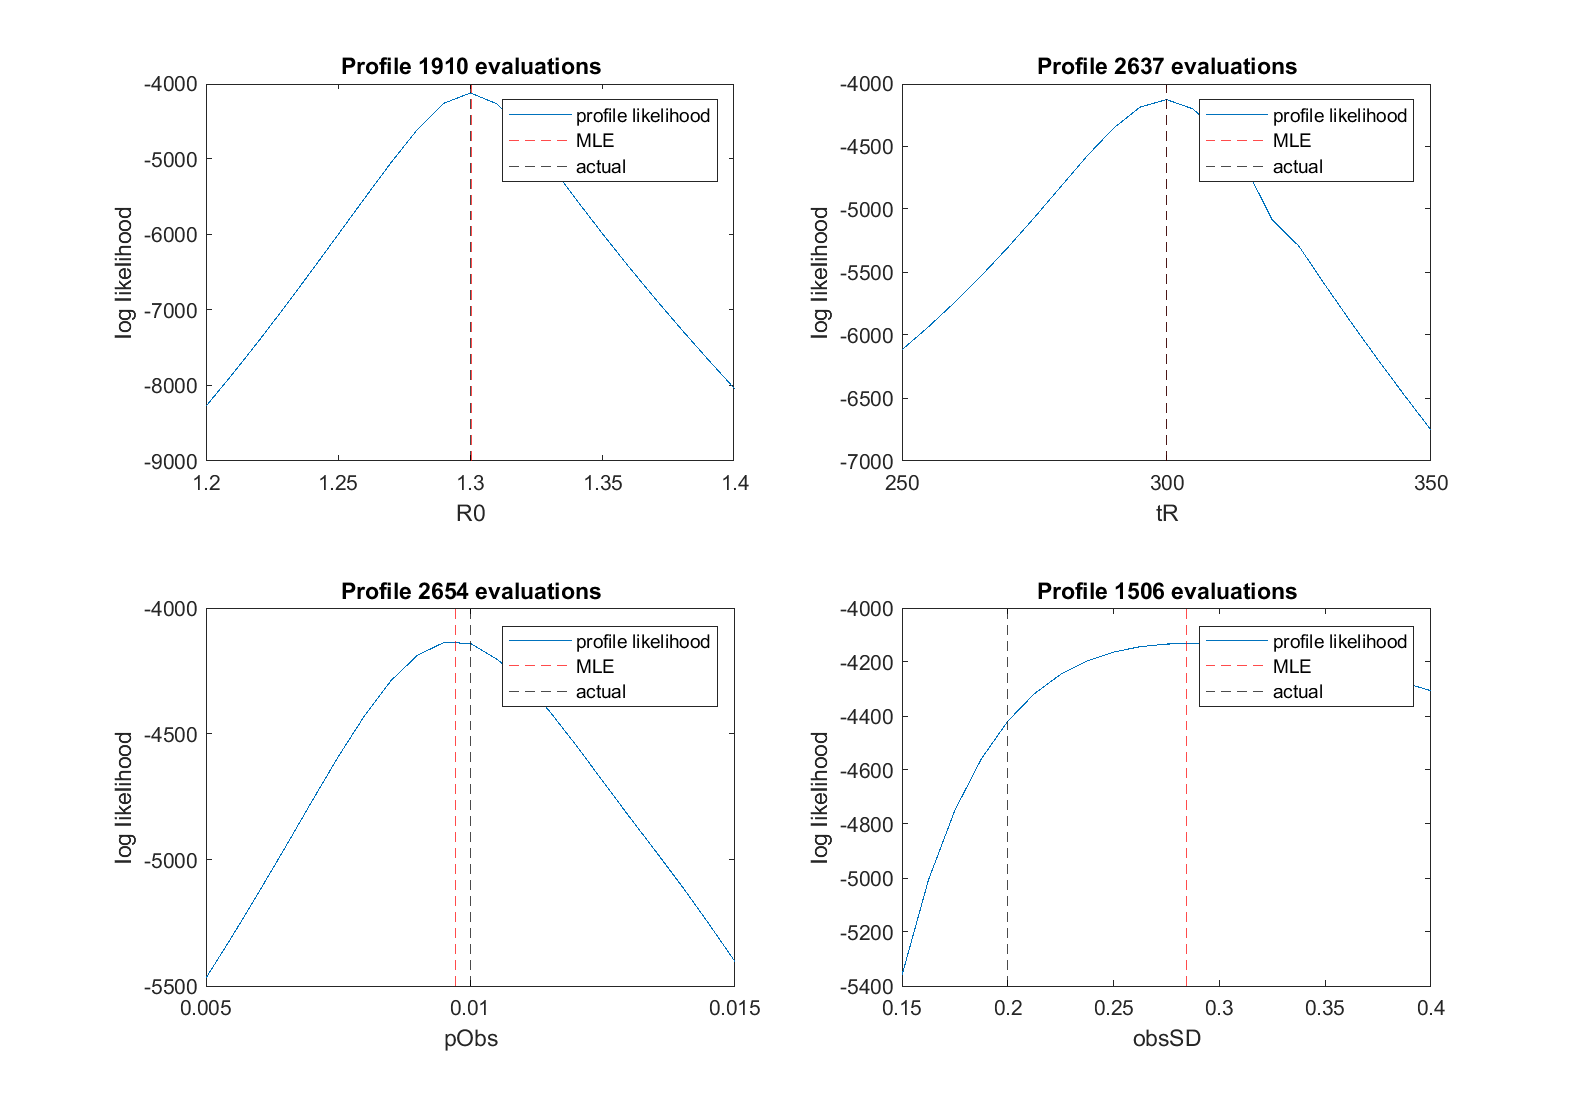 Profile 1910 evaluations
-4000
-5000
-6000
-7000
-8000
-9000
log likelihood
1.2
1.25
1.3
1.35
1.4
R0
profile likelihood
MLE
actual
Profile 2637 evaluations
-4000
-4500
-5000
-5500
-6000
-6500
-7000
log likelihood
250
300
350
tR
profile likelihood
MLE
actual
Profile 2654 evaluations
-4000
-4500
-5000
-5500
log likelihood
0.005
0.01
0.015
pObs
profile likelihood
MLE
actual
Profile 1506 evaluations
-4000
-4200
-4400
-4600
-4800
-5000
-5200
-5400
log likelihood
0.15
0.2
0.25
0.3
0.35
0.4
obsSD
profile likelihood
MLE
actual